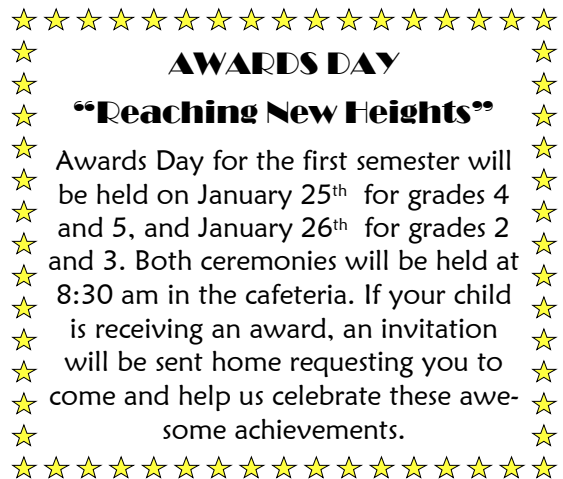 AWARDS DAY
“Reaching New Heights”
Awards Day for the first semester will
be held on January 25th for grades 4
and 5, and January 26th for grades 2
and 3. Both ceremonies will be held at
8:30 am in the cafeteria. If your child
is receiving an award, an invitation
will be sent home requesting you to
come and help us celebrate these awe-
some achievements.